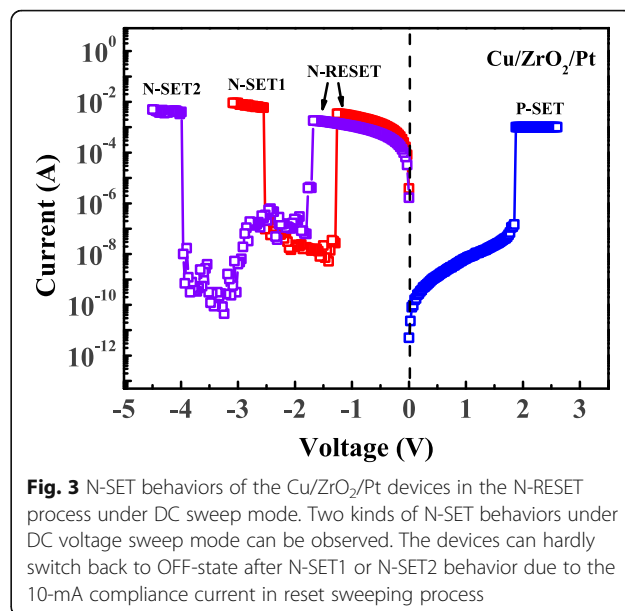 10⁰
10⁻²
10⁻⁴
10⁻⁶
10⁻⁸
10⁻¹⁰
10⁻¹²
Current (A)
N-SET2
N-SET1
N-RESET
Cu/ZrO₂/Pt
P-SET
-5 -4 -3 -2 -1 0 1 2 3
Voltage (V)
Fig. 3 N-SET behaviors of the Cu/ZrO₂/Pt devices in the N-RESET
process under DC sweep mode. Two kinds of N-SET behaviors under
DC voltage sweep mode can be observed. The devices can hardly
switch back to OFF-state after N-SET1 or N-SET2 behavior due to the
10-mA compliance current in reset sweeping process